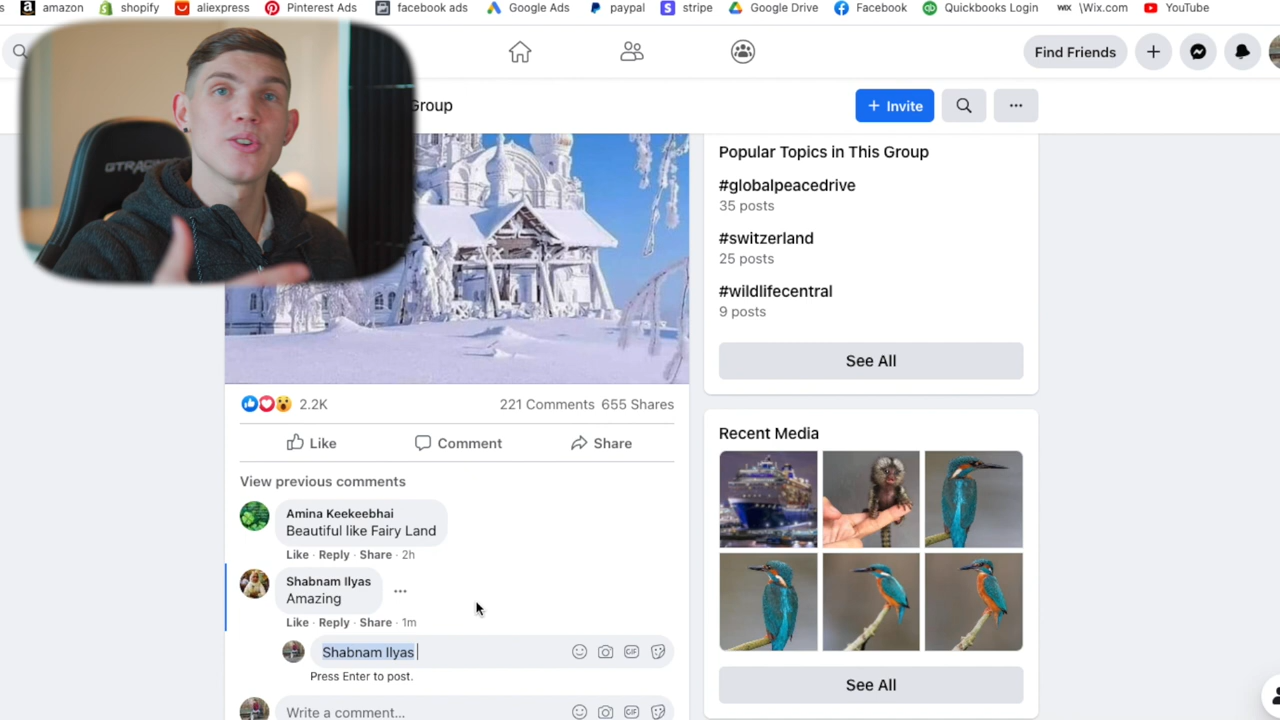 s amazon shopify aliexpress Pinterest Ads facebook ads Google Ads paypal stripe Google Drive Facebook Quickbooks Login WIX \Wix.com YouTube
Find Friends
Group
Invite
GTRACING
Popular Topics in This Group
#globalpeacedrive
35 posts
#switzerland
25 posts
#wildlifecentral
9 posts
See All
2.2K 221 Comments 655 Shares
Like Comment Share
Recent Media
View previous comments
Amina Keekeebhai
Beautiful like Fairy Land
Like · Reply · Share · 2h
Shabnam Ilyas
Amazing
Like · Reply · Share · 1m
Shabnam Ilyas
GIF
Press Enter to post.
See All
Write a comment...
GIF